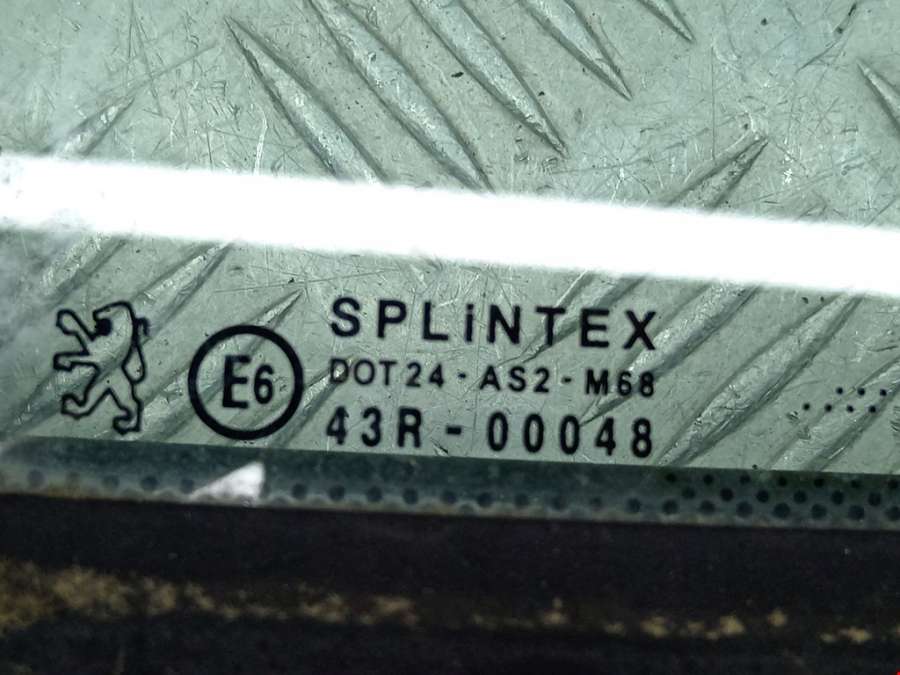 SPLiNTEX
E6
DOT24-AS2-M68
43R-00048